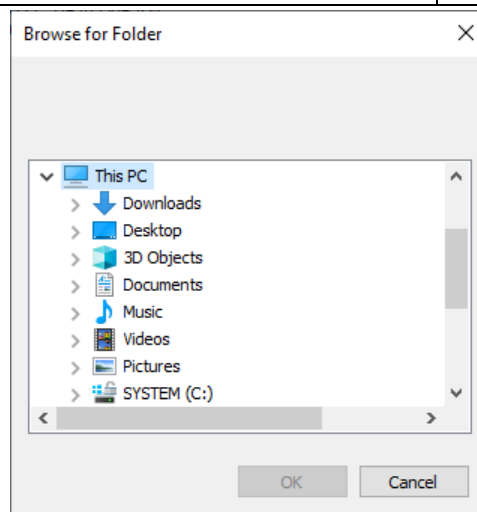 Browse for Folder
This PC
Downloads
Desktop
3D Objects
Documents
Music
Videos
Pictures
SYSTEM (C:)
OK Cancel